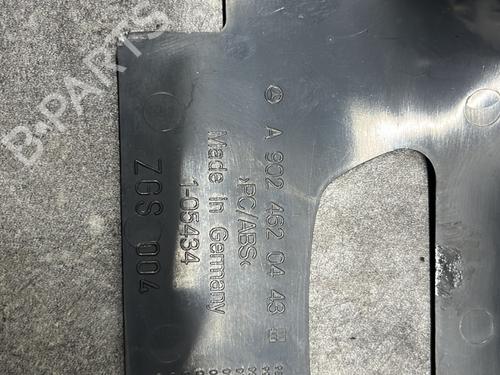 A 902 462 04 43
>PC/ABS<
Made in Germany
1-05434
ZGS 004
B-PARTS